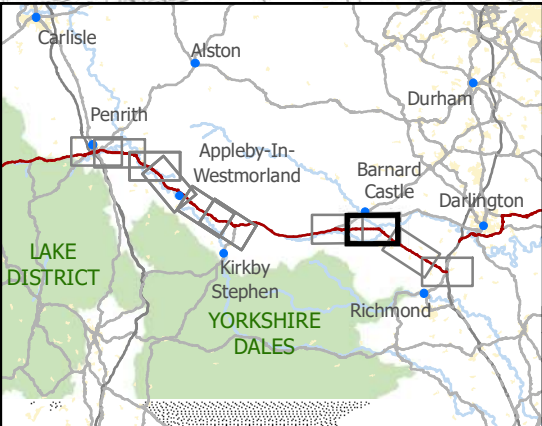 Carlisle
Alston
Durham
Penrith
Appleby-In-
Westmorland
Barnard
Castle
Darlington
LAKE
DISTRICT
Kirkby
Stephen
YORKSHIRE
DALES
Richmond